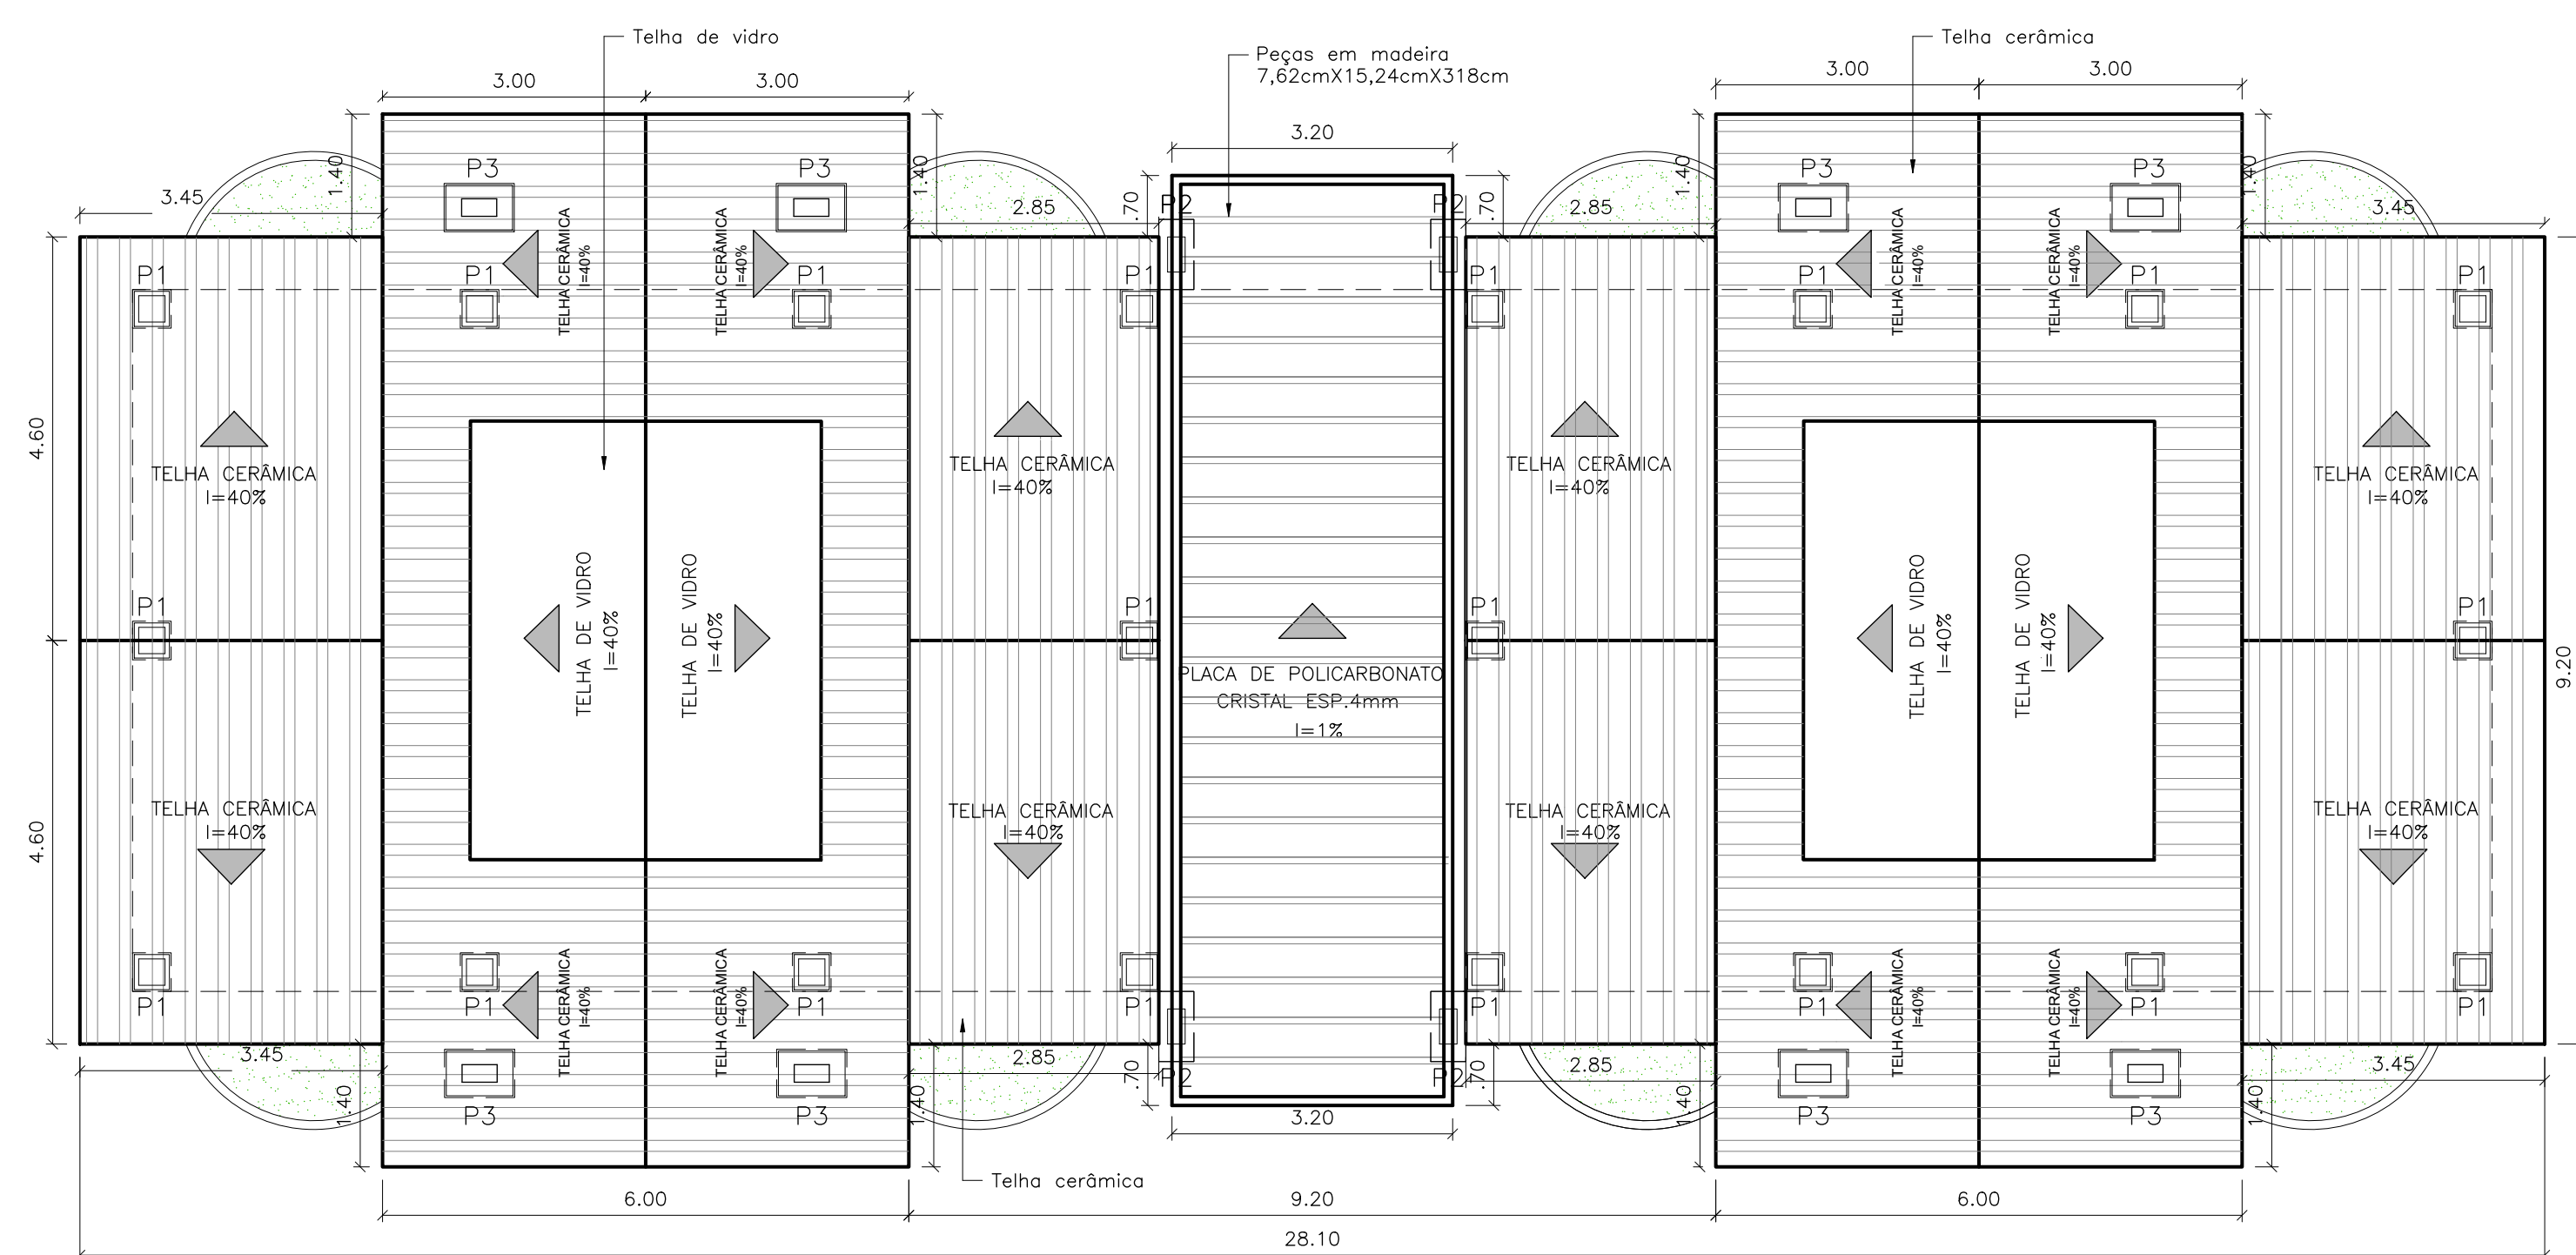 Telha de vidro
Peças em madeira
7,62cmX15,24cmX318cm
Telha cerâmica
3.00
3.00
3.00
3.00
3.20
1.40
1.40
1.40
1.40
3.45
2.85
.70
.70
2.85
3.45
P3
P3
P2
P2
P3
P3
P1
P1
P1
P1
P1
P1
P1
P1
TELHA CERÂMICA
I=40%
TELHA CERÂMICA
I=40%
TELHA CERÂMICA
I=40%
TELHA CERÂMICA
I=40%
4.60
TELHA CERÂMICA
I=40%
TELHA CERÂMICA
I=40%
TELHA CERÂMICA
I=40%
TELHA CERÂMICA
I=40%
P1
P1
P1
P1
TELHA DE VIDRO
I=40%
TELHA DE VIDRO
I=40%
PLACA DE POLICARBONATO
CRISTAL ESP.4mm
I=1%
TELHA DE VIDRO
I=40%
TELHA DE VIDRO
I=40%
9.20
4.60
TELHA CERÂMICA
I=40%
TELHA CERÂMICA
I=40%
TELHA CERÂMICA
I=40%
TELHA CERÂMICA
I=40%
P1
P1
P1
P1
P1
P1
P1
P1
TELHA CERÂMICA
I=40%
TELHA CERÂMICA
I=40%
TELHA CERÂMICA
I=40%
TELHA CERÂMICA
I=40%
3.45
2.85
.70
.70
2.85
3.45
P2
P2
P3
P3
P3
P3
1.40
1.40
1.40
1.40
3.20
Telha cerâmica
6.00
9.20
6.00
28.10